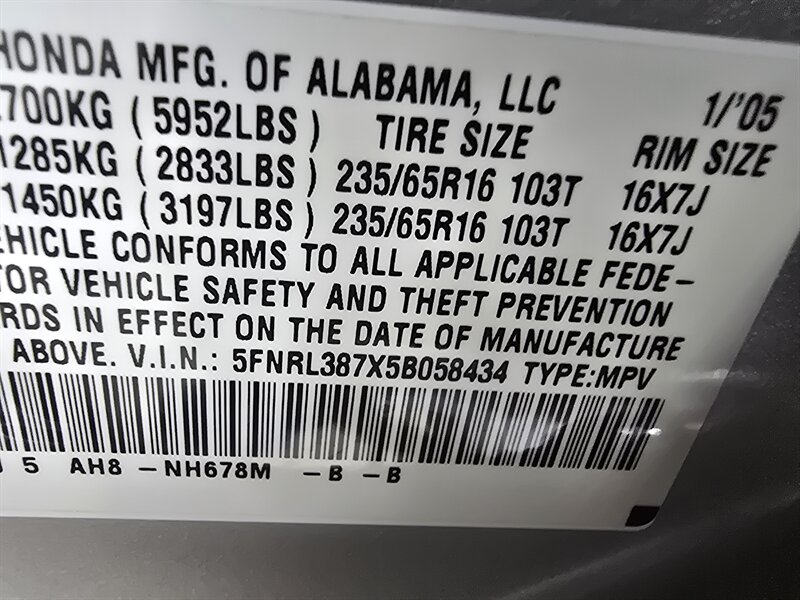 HONDA MFG. OF ALABAMA, LLC 1/'05
2700KG (5952LBS) TIRE SIZE RIM SIZE
1285KG (2833LBS) 235/65R16 103T 16X7J
1450KG (3197LBS) 235/65R16 103T 16X7J
EHICLE CONFORMS TO ALL APPLICABLE FEDE-
TOR VEHICLE SAFETY AND THEFT PREVENTION
RDS IN EFFECT ON THE DATE OF MANUFACTURE
ABOVE. V.I.N.: 5FNRL387X5B058434 TYPE:MPV
5 AH8 -NH678M -B -B